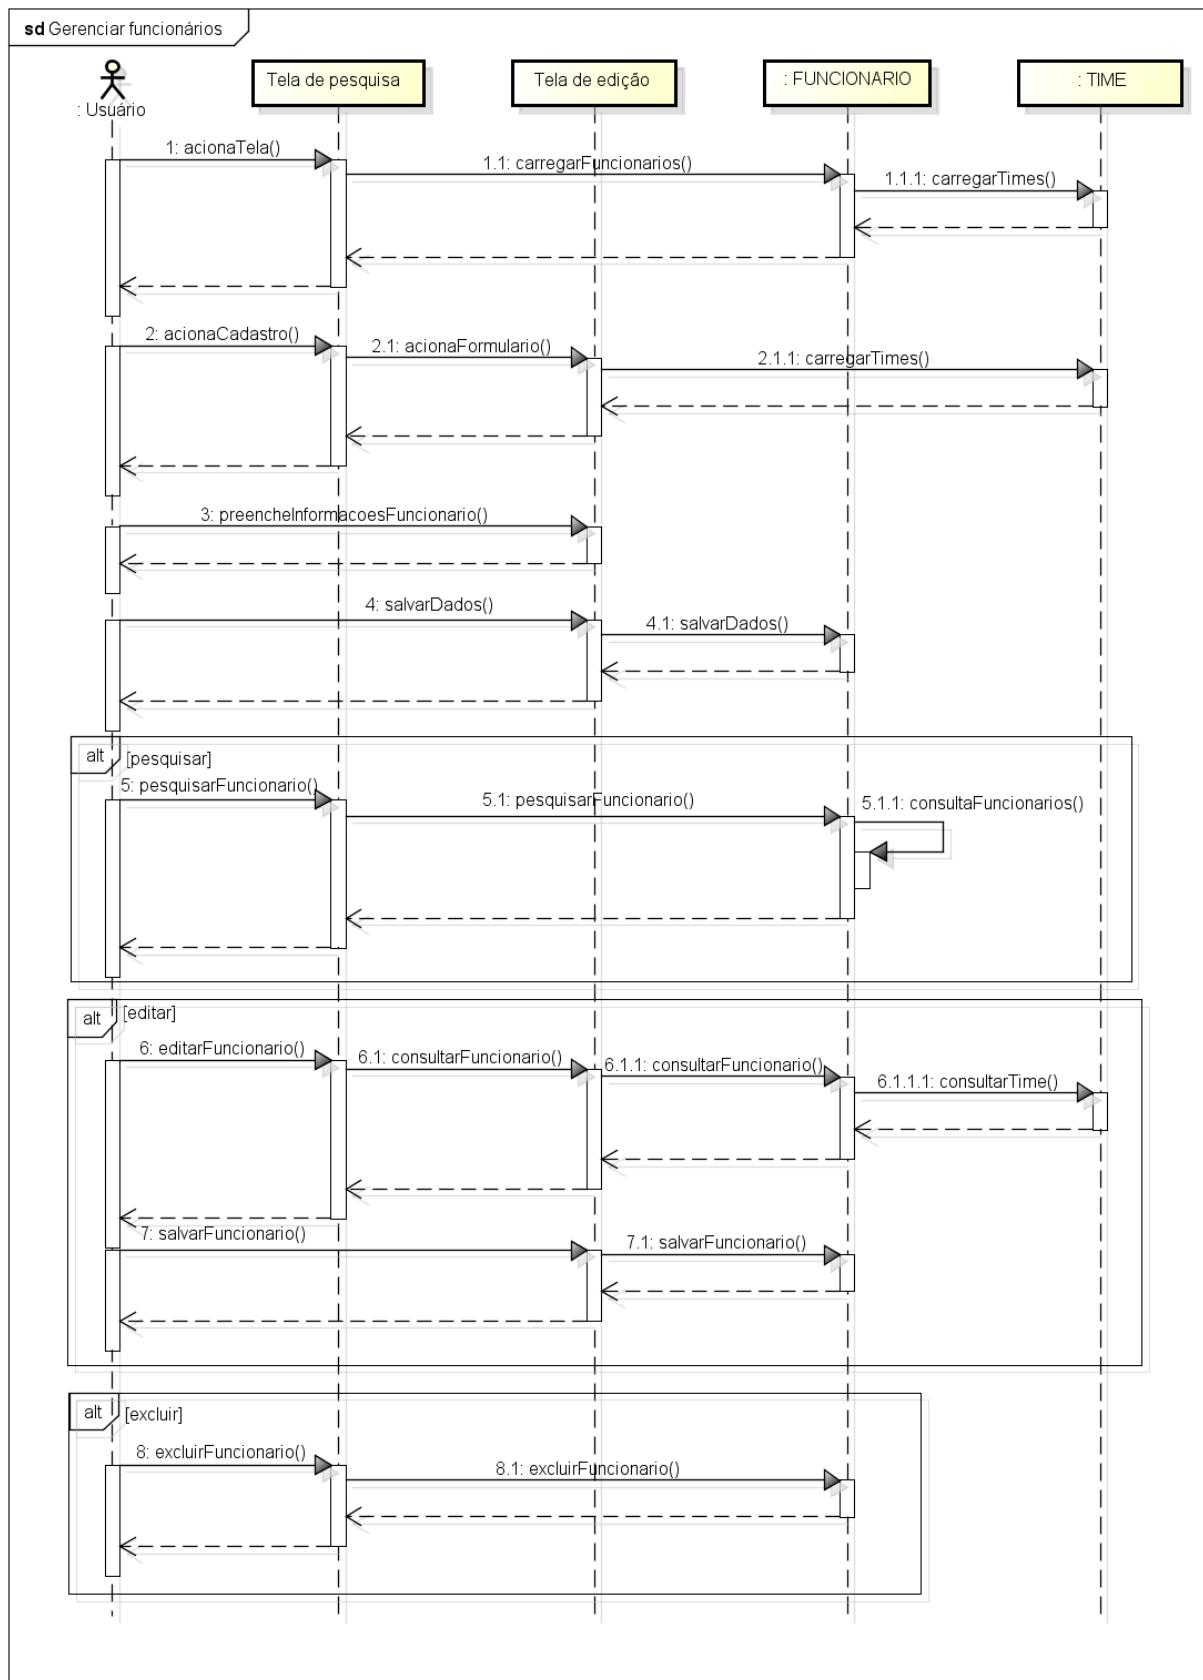 sd Gerenciar funcionários
: Usuário
Tela de pesquisa
Tela de edição
: FUNCIONARIO
: TIME
1: acionaTela()
1.1: carregarFuncionarios()
1.1.1: carregarTimes()
2: acionaCadastro()
2.1: acionaFormulario()
2.1.1: carregarTimes()
3: preencheInformacoesFuncionario()
4: salvarDados()
4.1: salvarDados()
alt [pesquisar]
5: pesquisarFuncionario()
5.1: pesquisarFuncionario()
5.1.1: consultaFuncionarios()
alt [editar]
6: editarFuncionario()
6.1: consultarFuncionario()
6.1.1: consultarFuncionario()
6.1.1.1: consultarTime()
7: salvarFuncionario()
7.1: salvarFuncionario()
alt [excluir]
8: excluirFuncionario()
8.1: excluirFuncionario()